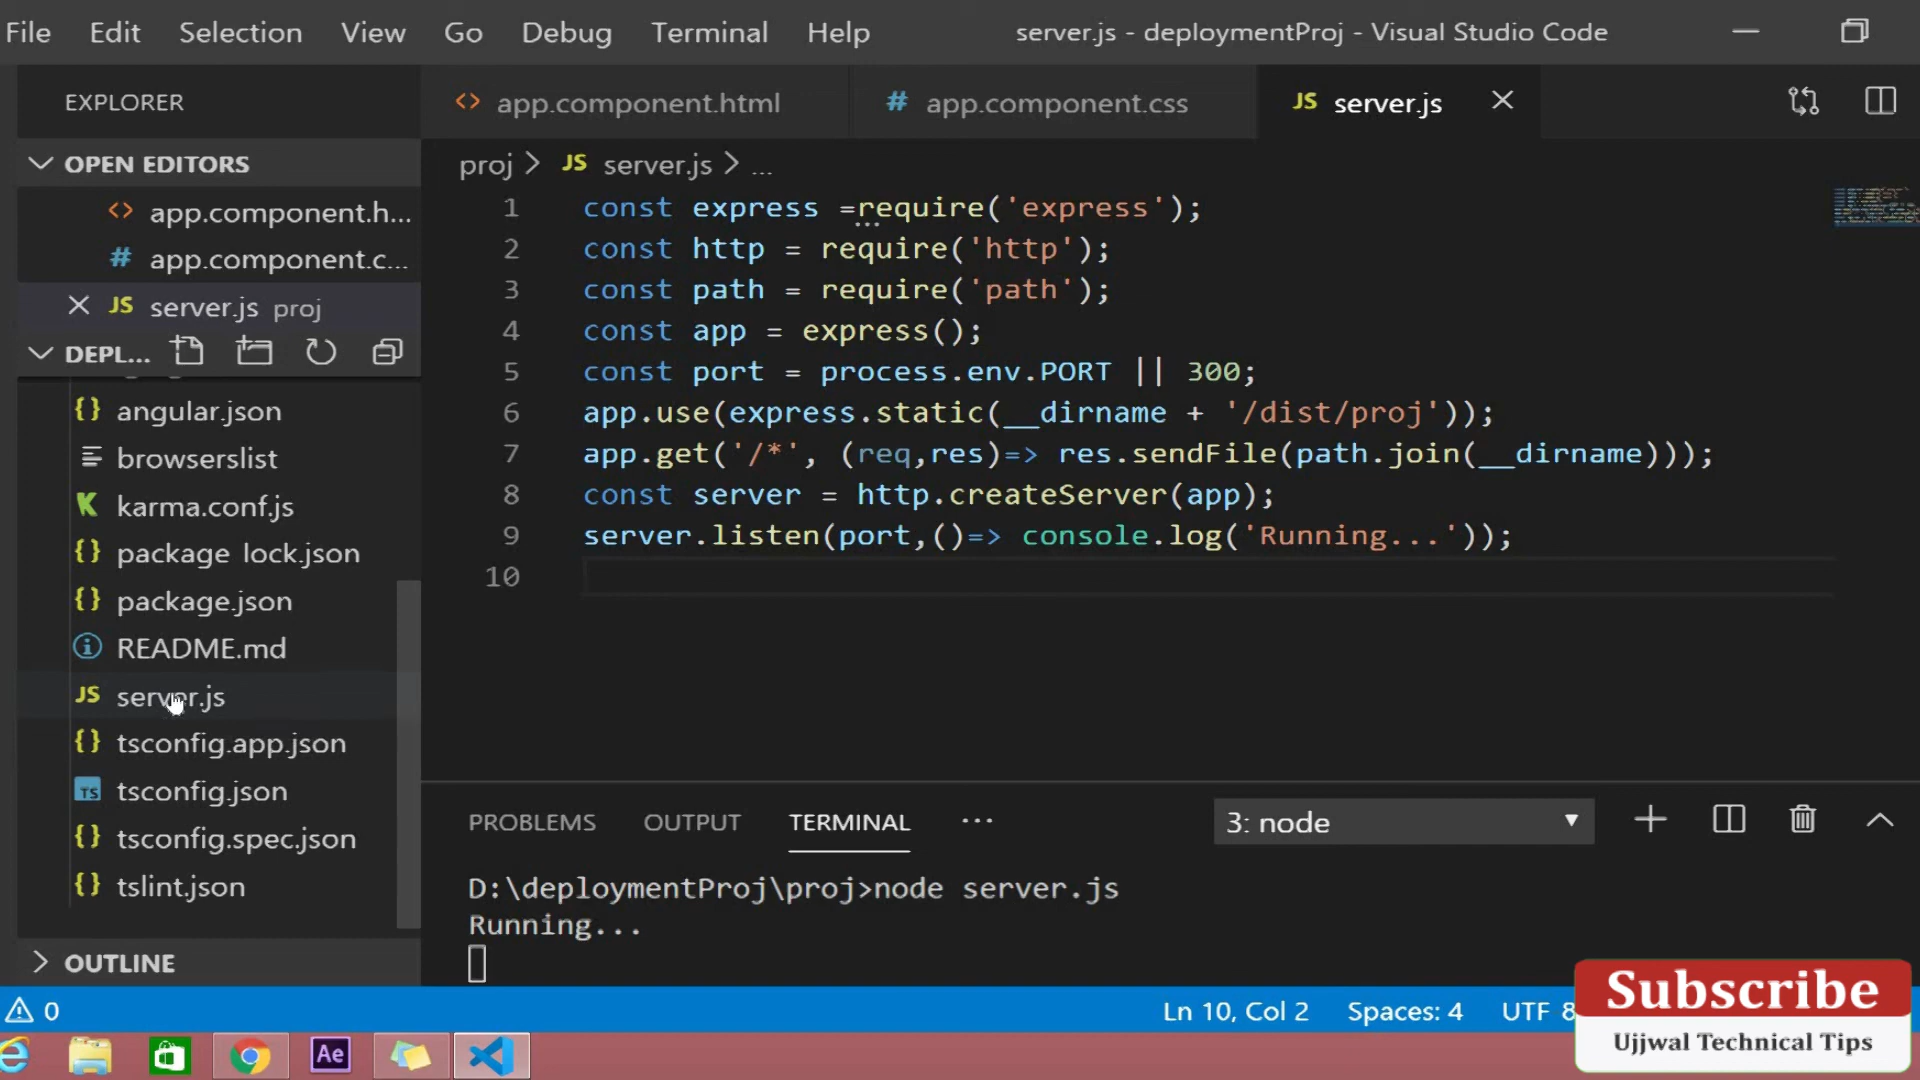 File Edit Selection View Go Debug Terminal Help server.js - deploymentProj - Visual Studio Code
EXPLORER
OPEN EDITORS
app.component.h...
app.component.c...
server.js proj
DEPL...
angular.json
browserslist
karma.conf.js
package lock.json
package.json
README.md
server.js
tsconfig.app.json
TS tsconfig.json
tsconfig.spec.json
tslint.json
OUTLINE
<> app.component.html # app.component.css JS server.js
proj > JS server.js > ...
1 const express =require('express');
2 const http = require('http');
3 const path = require('path');
4 const app = express();
5 const port = process.env.PORT || 300;
6 app.use(express.static(__dirname + '/dist/proj'));
7 app.get('/*', (req,res)=> res.sendFile(path.join(__dirname)));
8 const server = http.createServer(app);
9 server.listen(port,()=> console.log('Running...'));
10
PROBLEMS OUTPUT TERMINAL ... 3: node
D:\deploymentProj\proj>node server.js
Running...
0 Ln 10, Col 2 Spaces: 4 UTF 8
Ae
Subscribe
Ujjwal Technical Tips